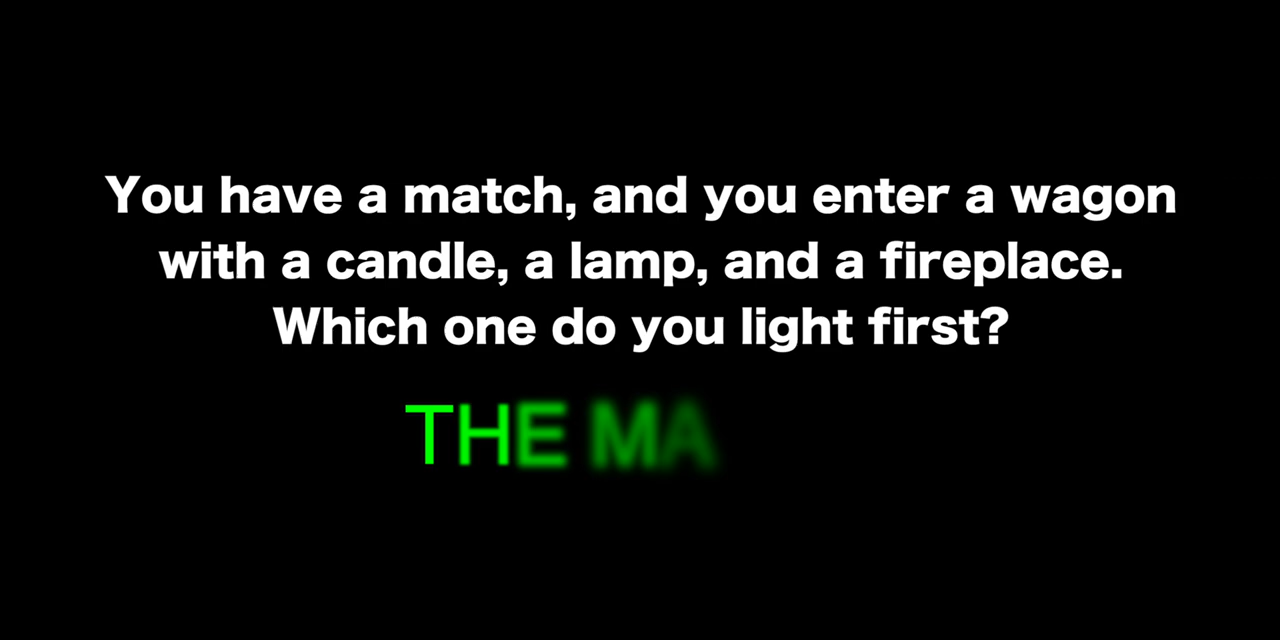 You have a match, and you enter a wagon
with a candle, a lamp, and a fireplace.
Which one do you light first?
THE MA